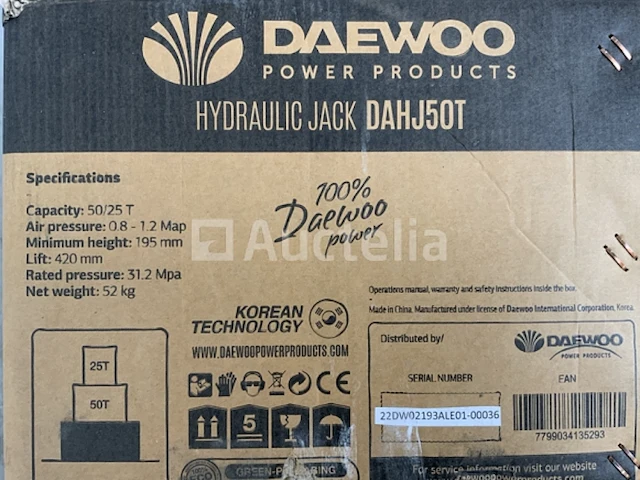 DAEWOO
POWER PRODUCTS
HYDRAULIC JACK DAHJ50T
Specifications
Capacity: 50/25 T
Air pressure: 0.8 - 1.2 Map
Minimum height: 195 mm
Lift: 420 mm
Rated pressure: 31.2 Mpa
Net weight: 52 kg
100%
Daewoo
power
Auctelia
Operations manual, warranty and safety instructions inside the box.
Made in China. Manufactured under license of Daewoo International Corporation, Korea.
KOREAN
TECHNOLOGY
WWW.DAEWOOPOWERPRODUCTS.COM
25T
50T
CE
5
Distributed by/
DAEWOO
POWER PRODUCTS
SERIAL NUMBER
EAN
22DW02193ALE01-00036
7799034135293
For service information visit our website
daewoopowerproducts.com